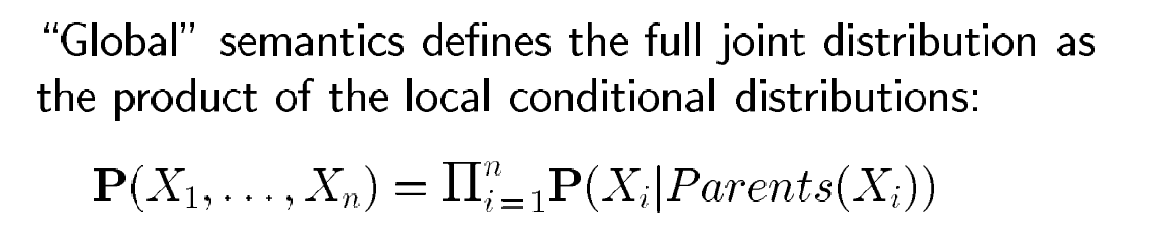 “Global” semantics defines the full joint distribution as
the product of the local conditional distributions:
P(X₁, . . . , Xₙ) = Πⁿᵢ₌₁P(Xᵢ|Parents(Xᵢ))